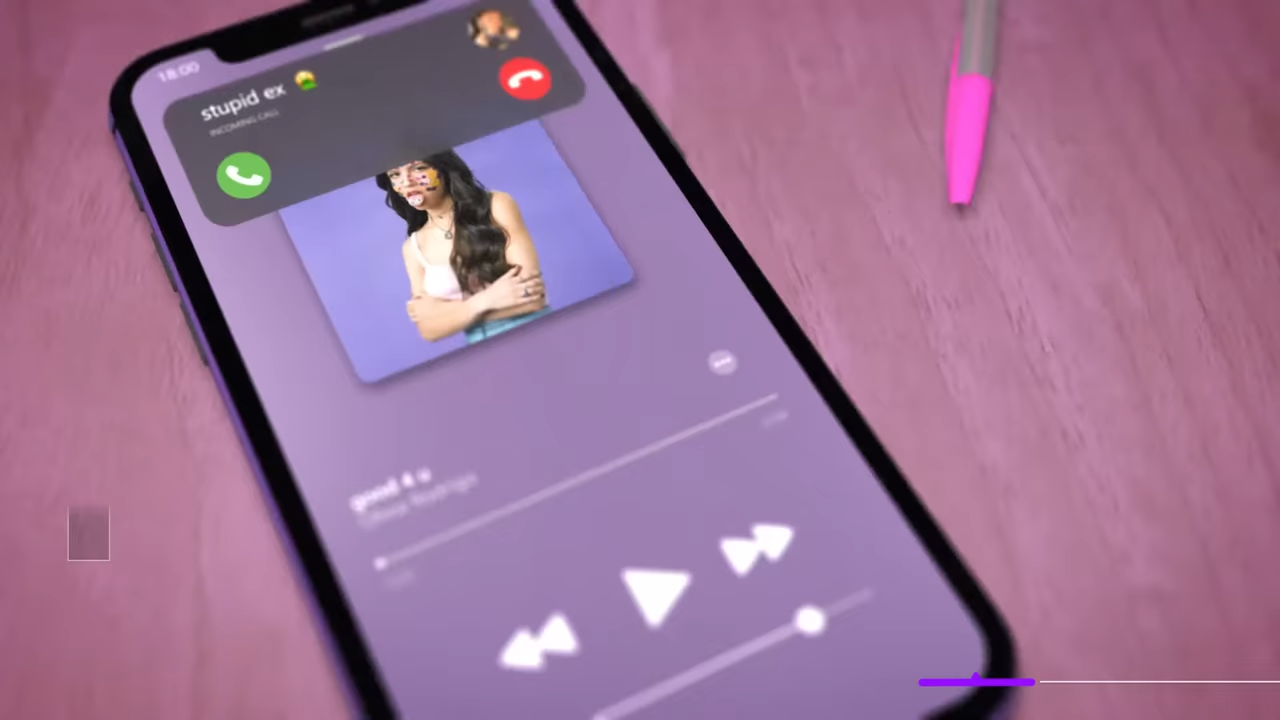 18:00
stupid ex 🤮
INCOMING CALL
good 4 u
Olivia Rodrigo